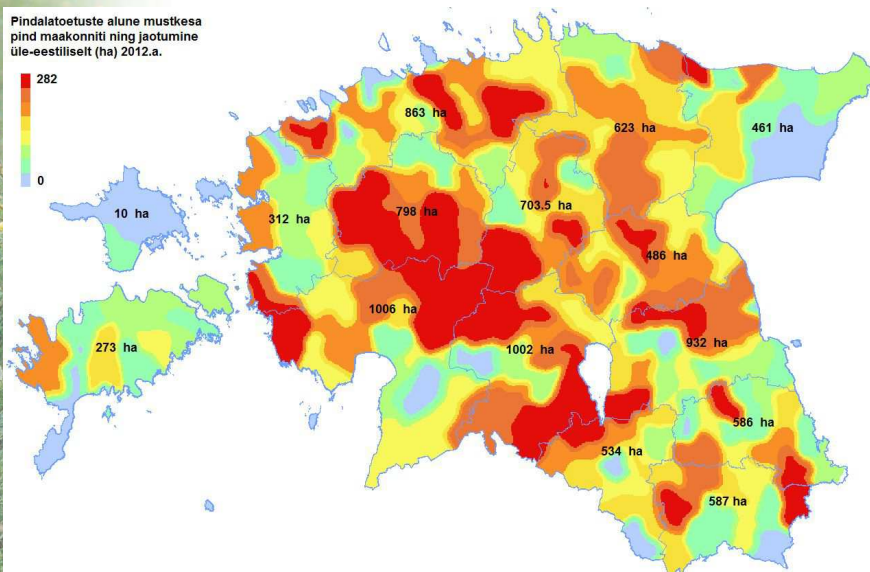 Pindalatoetuste alune mustkesa
pind maakonniti ning jaotumine
üle-eestiliselt (ha) 2012.a.
282
0
863 ha
623 ha
461 ha
10 ha
312 ha
798 ha
703.5 ha
486 ha
1006 ha
273 ha
1002 ha
932 ha
586 ha
534 ha
587 ha